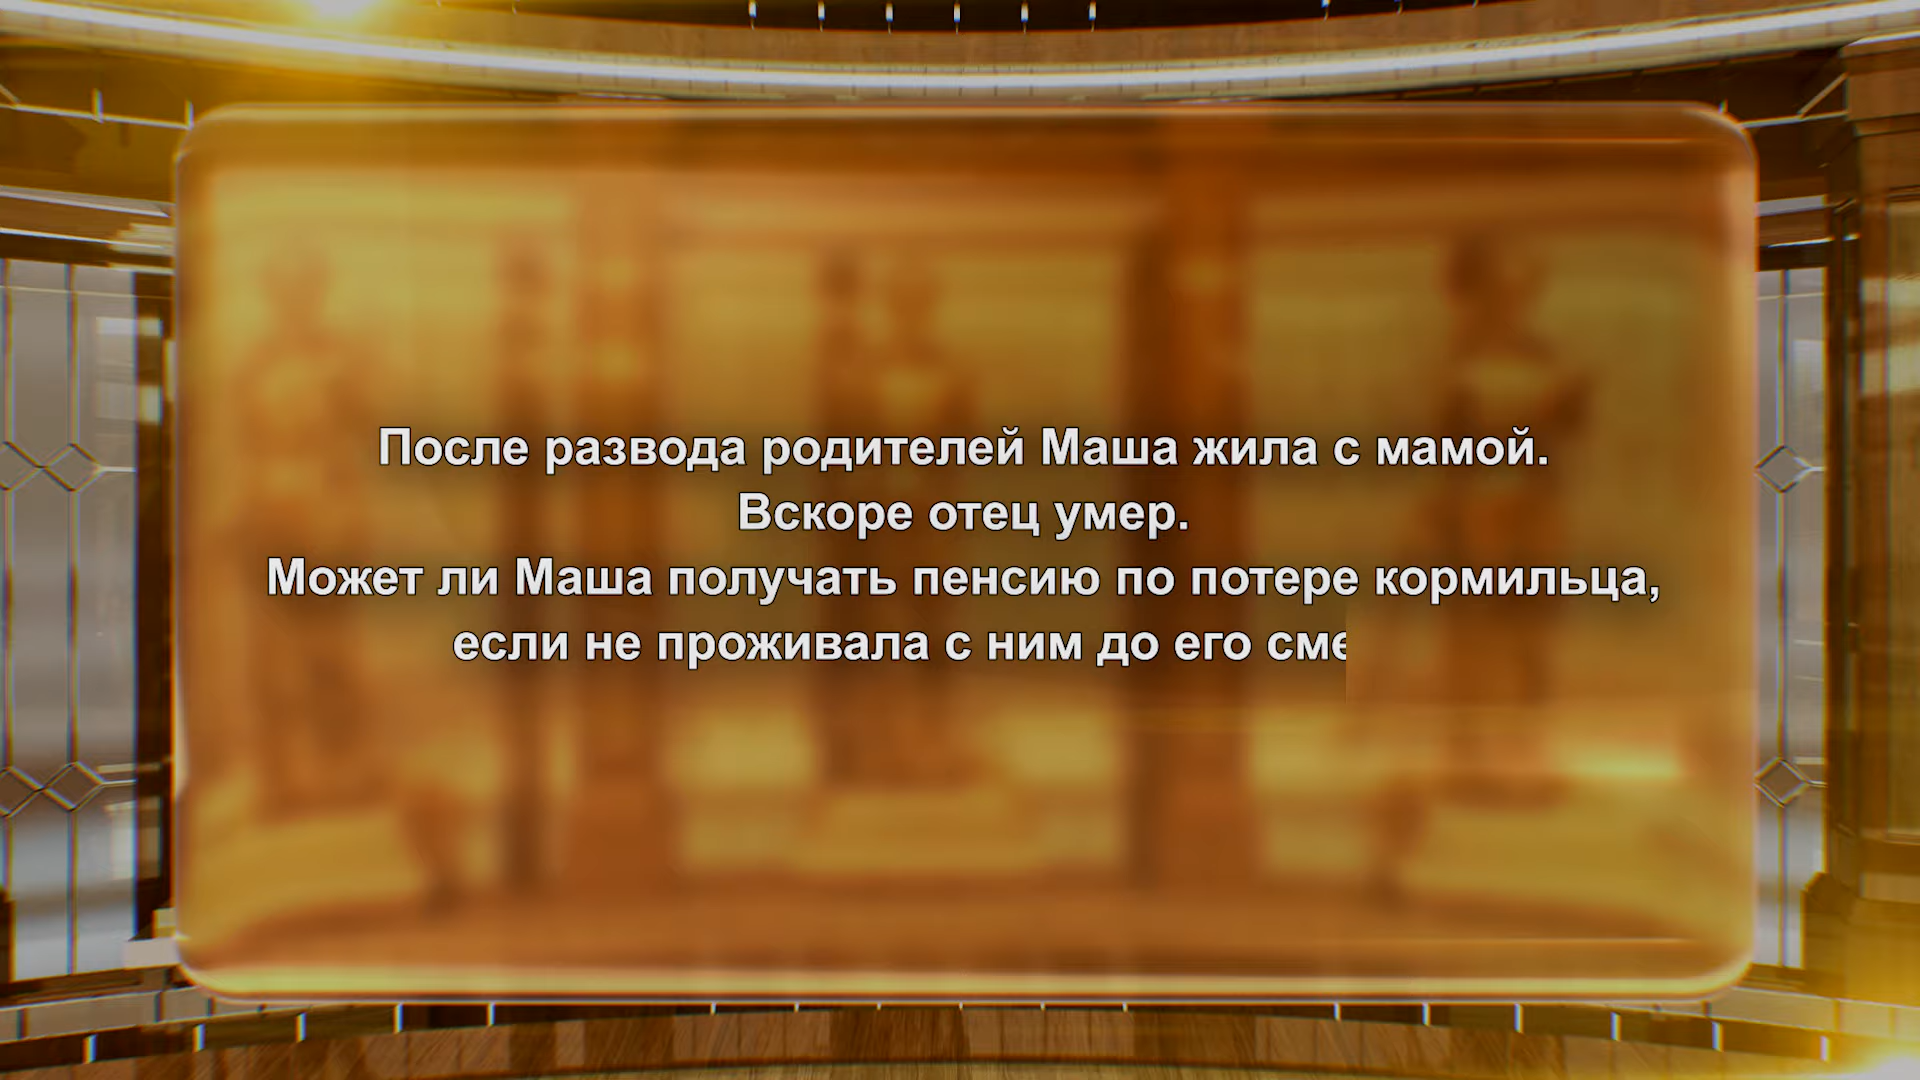 После развода родителей Маша жила с мамой.
Вскоре отец умер.
Может ли Маша получать пенсию по потере кормильца,
если не проживала с ним до его сме